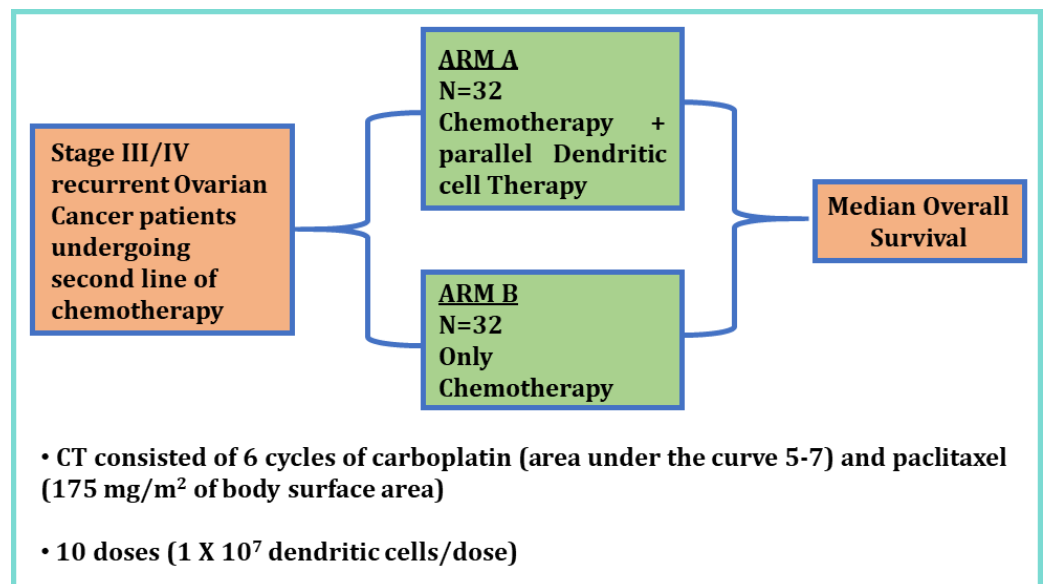 Stage III/IV
recurrent Ovarian
Cancer patients
undergoing
second line of
chemotherapy
ARM A
N=32
Chemotherapy +
parallel Dendritic
cell Therapy
ARM B
N=32
Only
Chemotherapy
Median Overall
Survival
• CT consisted of 6 cycles of carboplatin (area under the curve 5-7) and paclitaxel
(175 mg/m² of body surface area)
• 10 doses (1 X 10⁷ dendritic cells/dose)